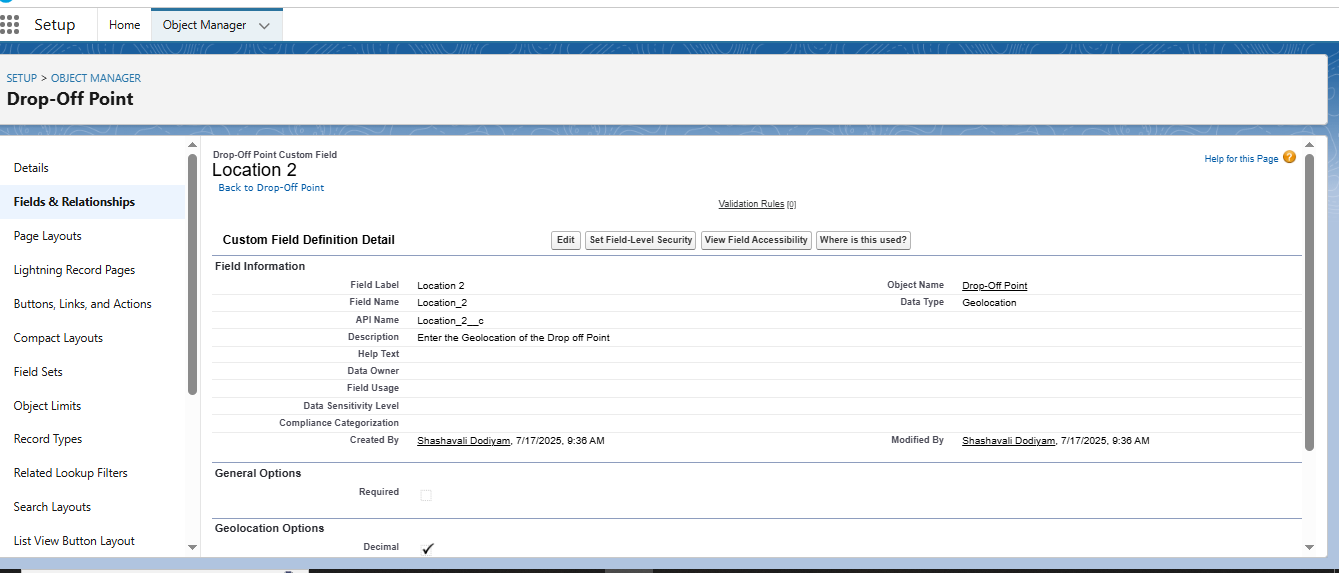 Setup Home Object Manager
SETUP > OBJECT MANAGER
Drop-Off Point
Details
Fields & Relationships
Page Layouts
Lightning Record Pages
Buttons, Links, and Actions
Compact Layouts
Field Sets
Object Limits
Record Types
Related Lookup Filters
Search Layouts
List View Button Layout
Drop-Off Point Custom Field
Location 2
Back to Drop-Off Point
Help for this Page ?
Validation Rules [0]
Custom Field Definition Detail Edit Set Field-Level Security View Field Accessibility Where is this used?
Field Information
Field Label Location 2 Object Name Drop-Off Point
Field Name Location_2 Data Type Geolocation
API Name Location_2__c
Description Enter the Geolocation of the Drop off Point
Help Text
Data Owner
Field Usage
Data Sensitivity Level
Compliance Categorization
Created By Shashavali Dodiyam, 7/17/2025, 9:36 AM Modified By Shashavali Dodiyam, 7/17/2025, 9:36 AM
General Options
Required
Geolocation Options
Decimal